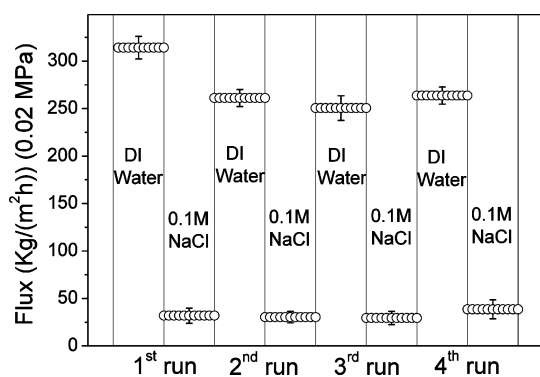 Flux (Kg/(m²h)) (0.02 MPa)
300
250
200
150
100
50
0
DI
Water
0.1M
NaCl
DI
Water
0.1M
NaCl
DI
Water
0.1M
NaCl
DI
Water
0.1M
NaCl
1st run 2nd run 3rd run 4th run